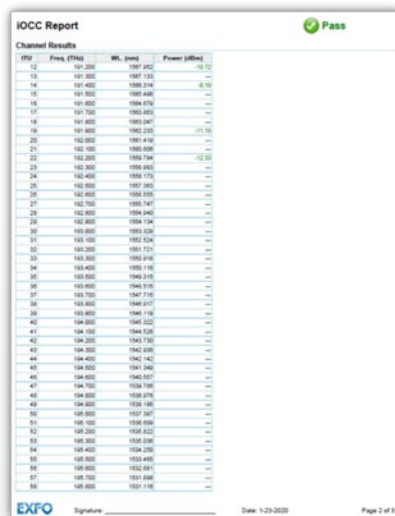 iOCC Report
Pass
Channel Results
ITU Freq. (THz) WL. (nm) Power (dBm)
12 191.200 1567.952 -10.72
13 191.300 1567.133 ---
14 191.400 1566.314 -8.19
15 191.500 1565.496 ---
16 191.600 1564.679 ---
17 191.700 1563.863 ---
18 191.800 1563.047 ---
19 191.900 1562.233 -11.18
20 192.000 1561.419 ---
21 192.100 1560.606 ---
22 192.200 1559.794
23 192.300 1558.983 ---
24 192.400 1558.173 ---
25 192.500 1557.363 ---
26 192.600 1556.555 ---
27 192.700 1555.747 ---
28 192.800 1554.940 ---
29 192.900 1554.134 ---
30 193.000 1553.329 ---
31 193.100 1552.524 ---
32 193.200 1551.721 ---
33 193.300 1550.918 ---
34 193.400 1550.116 ---
35 193.500 1549.315 ---
36 193.600 1548.515 ---
37 193.700 1547.715 ---
38 193.800 1546.917 ---
39 193.900 1546.119 ---
40 194.000 1545.322 ---
41 194.100 1544.526 ---
42 194.200 1543.730 ---
43 194.300 1542.936 ---
44 194.400 1542.142 ---
45 194.500 1541.349 ---
46 194.600 1540.557 ---
47 194.700 1539.766 ---
48 194.800 1538.976 ---
49 194.900 1538.186 ---
50 195.000 1537.397 ---
51 195.100 1536.609 ---
52 195.200 1535.822 ---
53 195.300 1535.036 ---
54 195.400 1534.250 ---
55 195.500 1533.465 ---
56 195.600 1532.681 ---
57 195.700 1531.898 ---
58 195.800 1531.116 ---
EXFO Signature: Date: 1-23-2020 Page 2 of 3